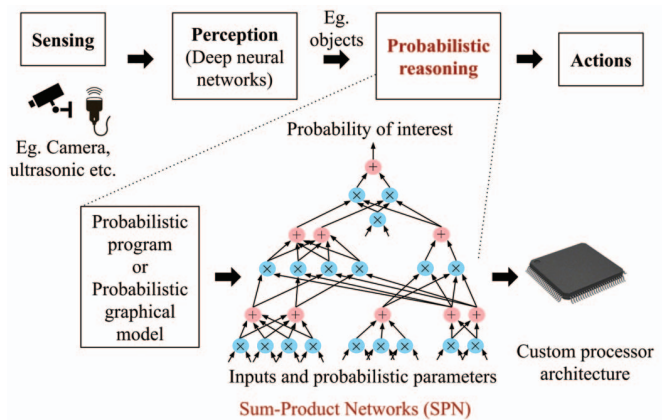 Sensing
Perception
(Deep neural
networks)
Eg.
objects
Probabilistic
reasoning
Actions
Eg. Camera,
ultrasonic etc.
Probability of interest
Probabilistic
program
or
Probabilistic
graphical
model
+
× ×
×
+ + +
× × × × × ×
+ + + + +
× × × × × × × × ×
Inputs and probabilistic parameters
Custom processor
architecture
Sum-Product Networks (SPN)